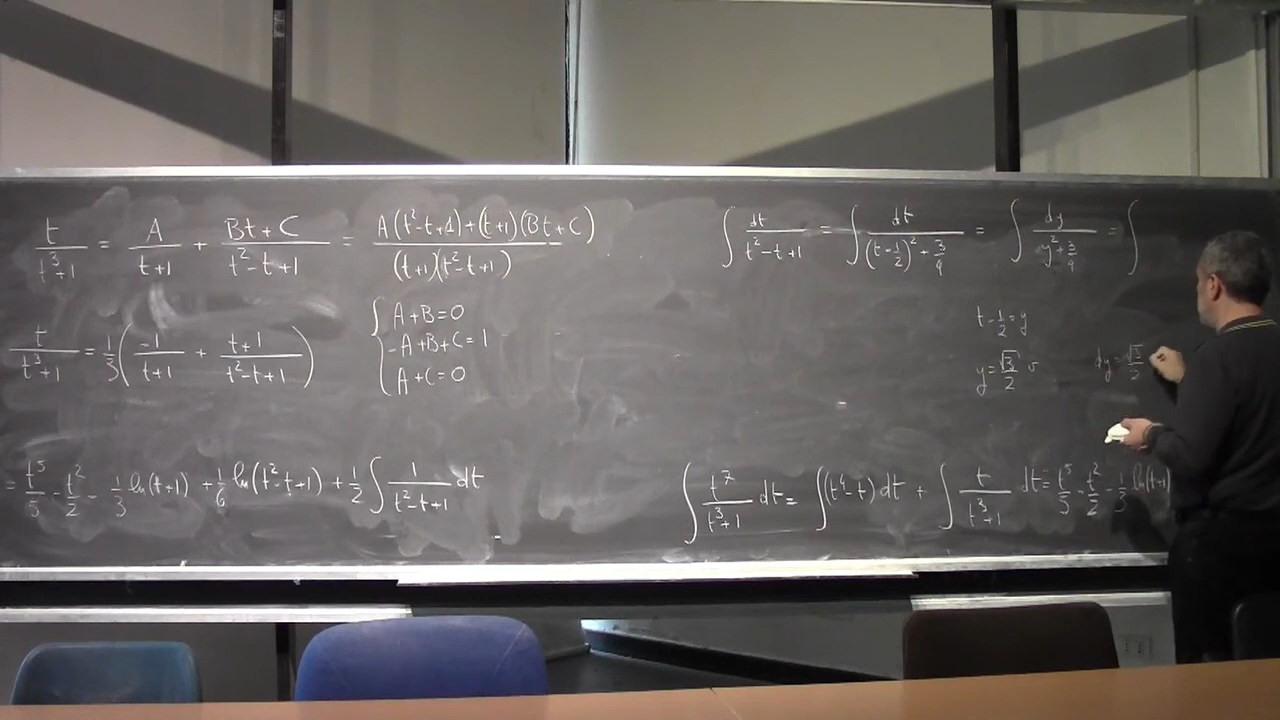 t/(t³+1) = A/(t+1) + (Bt+C)/(t²-t+1) = (A(t²-t+1)+(t+1)(Bt+C))/((t+1)(t²-t+1))
{ A+B=0
-A+B+C=1
A+C=0
t/(t³+1) = 1/3 ( -1/(t+1) + (t+1)/(t²-t+1) )
= t⁵/5 - t²/2 - 1/3 ln(t+1) + 1/6 ln(t²-t+1) + 1/2 ∫ 1/(t²-t+1) dt
∫ dt/(t²-t+1) = ∫ dt/((t-1/2)²+3/4) = ∫ dy/(y²+3/4) = ∫
t-1/2=y
y=√3/2 v dy=√3/2
∫ t⁷/(t³+1) dt = ∫(t⁴-t) dt + ∫ t/(t³+1) dt = t⁵/5 - t²/2 - 1/3 ln(t+1)